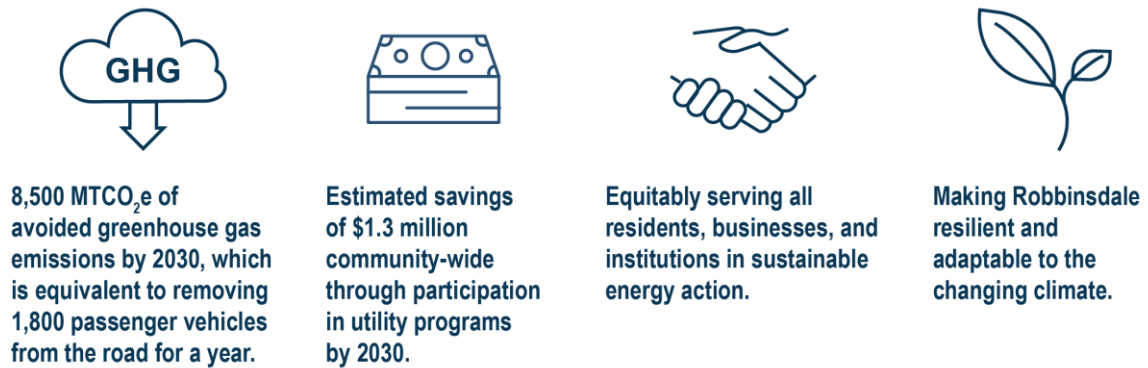 GHG
8,500 MTCO₂e of
avoided greenhouse gas
emissions by 2030, which
is equivalent to removing
1,800 passenger vehicles
from the road for a year.
Estimated savings
of $1.3 million
community-wide
through participation
in utility programs
by 2030.
Equitably serving all
residents, businesses, and
institutions in sustainable
energy action.
Making Robbinsdale
resilient and
adaptable to the
changing climate.